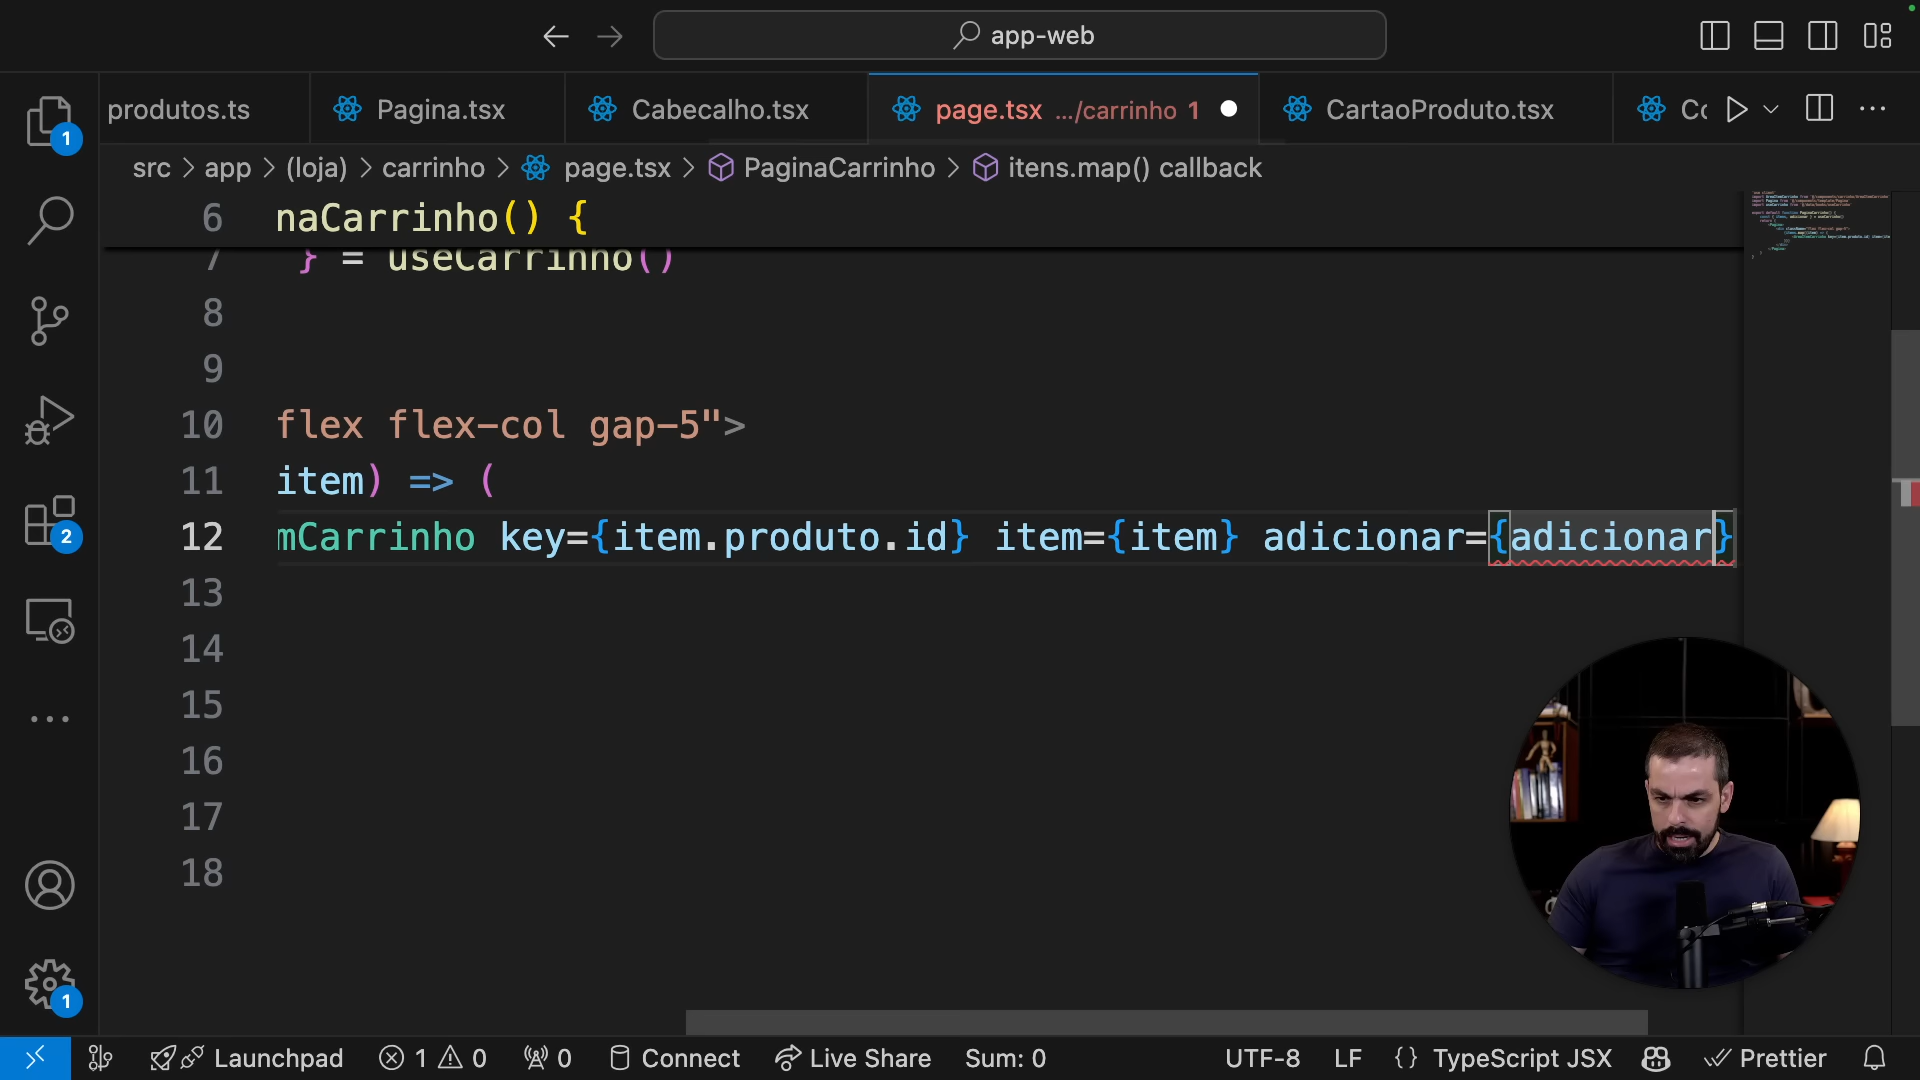 app-web
produtos.ts
Pagina.tsx
Cabecalho.tsx
page.tsx .../carrinho 1
CartaoProduto.tsx
Cc
src > app > (loja) > carrinho > page.tsx > PaginaCarrinho > itens.map() callback
6 naCarrinho() {
7 } = useCarrinho()
8
9
10 flex flex-col gap-5">
11 item) => (
12 mCarrinho key={item.produto.id} item={item} adicionar={adicionar}
13
14
15
16
17
18
1
2
1
Launchpad 1 0 0 Connect Live Share Sum: 0 UTF-8 LF {} TypeScript JSX Prettier